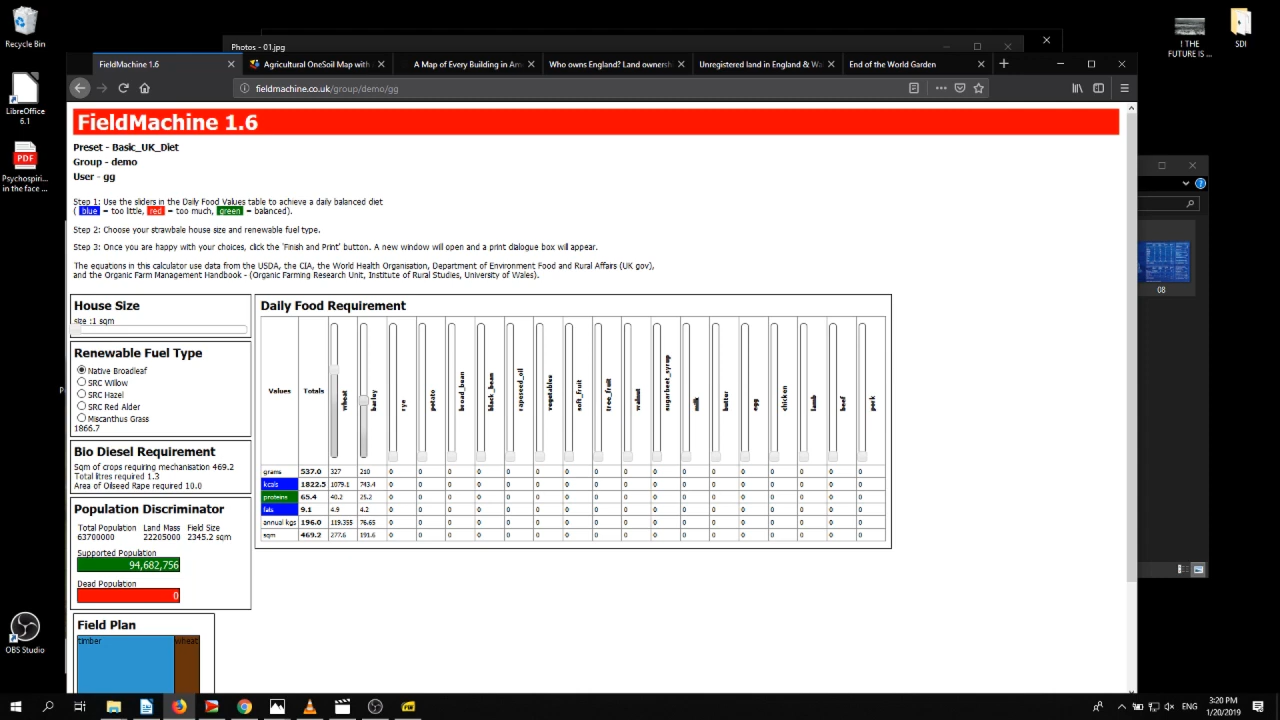 Recycle Bin
LibreOffice
6.1
Psychospiri...
in the face ...
OBS Studio
! THE
FUTURE IS ...
SDI
Photos - 01.jpg
FieldMachine 1.6
Agricultural OneSoil Map with
A Map of Every Building in Am
Who owns England? Land ownersh
Unregistered land in England & Wa
End of the World Garden
fieldmachine.co.uk/group/demo/gg
FieldMachine 1.6
Preset - Basic_UK_Diet
Group - demo
User - gg
Step 1: Use the sliders in the Daily Food Values table to achieve a daily balanced diet
( blue = too little, red = too much, green = balanced).
Step 2: Choose your strawbale house size and renewable fuel type.
Step 3: Once you are happy with your choices, click the 'Finish and Print' button. A new window will open and a print dialogue box will appear.
The equations in this calculator use data from the USDA, the CIA, the World Health Organisation, Department of Environment Food and Rural Affairs (UK gov),
and the Organic Farm Management Handbook - (Organic Farming Research Unit, Institute of Rural Studies, University of Wales).
House Size
size :1 sqm
Renewable Fuel Type
Native Broadleaf
SRC Willow
SRC Hazel
SRC Red Alder
Miscanthus Grass
1866.7
Bio Diesel Requirement
Sqm of crops requiring mechanisation 469.2
Total litres required 1.3
Area of Oilseed Rape required 10.0
Population Discriminator
Total Population Land Mass Field Size
63700000 22205000 2345.2 sqm
Supported Population
94,682,756
Dead Population
0
Field Plan
timber wheat
Daily Food Requirement
Values Totals wheat barley rye potato broad_bean black_bean rapeseed_oil vegetables soft_fruit tree_fruit walnut sugarbeet_syrup milk butter egg chicken lamb beef pork
grams 537.0 327 210 0 0 0 0 0 0 0 0 0 0 0 0 0 0 0 0 0
kcals 1822.5 1079.1 743.4 0 0 0 0 0 0 0 0 0 0 0 0 0 0 0 0 0
proteins 65.4 40.2 25.2 0 0 0 0 0 0 0 0 0 0 0 0 0 0 0 0 0
fats 9.1 4.9 4.2 0 0 0 0 0 0 0 0 0 0 0 0 0 0 0 0 0
annual kgs 196.0 119.355 76.65 0 0 0 0 0 0 0 0 0 0 0 0 0 0 0 0 0
sqm 469.2 277.6 191.6 0 0 0 0 0 0 0 0 0 0 0 0 0 0 0 0 0
08
ENG
3:20 PM
1/20/2019